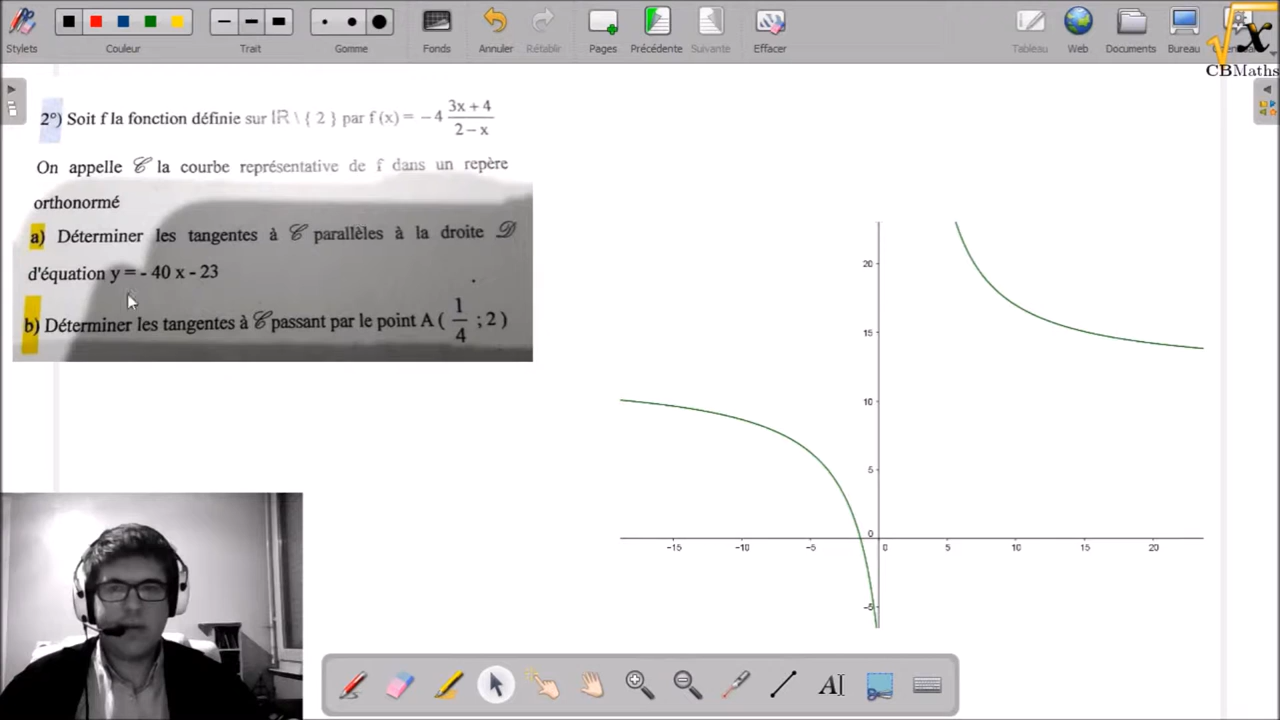 Stylets Couleur Trait Gomme Fonds Annuler Rétablir Pages Précédente Suivante Effacer Tableau Web Documents Bureau
CBMaths
2°) Soit f la fonction définie sur IR \ { 2 } par f (x) = − 4 (3x + 4) / (2 − x)
On appelle 𝒞 la courbe représentative de f dans un repère
orthonormé
a) Déterminer les tangentes à 𝒞 parallèles à la droite 𝒟
d'équation y = - 40 x - 23
b) Déterminer les tangentes à 𝒞 passant par le point A ( 1/4 ; 2 )
20
15
10
5
0
-15 -10 -5 0 5 10 15 20
-5
AI